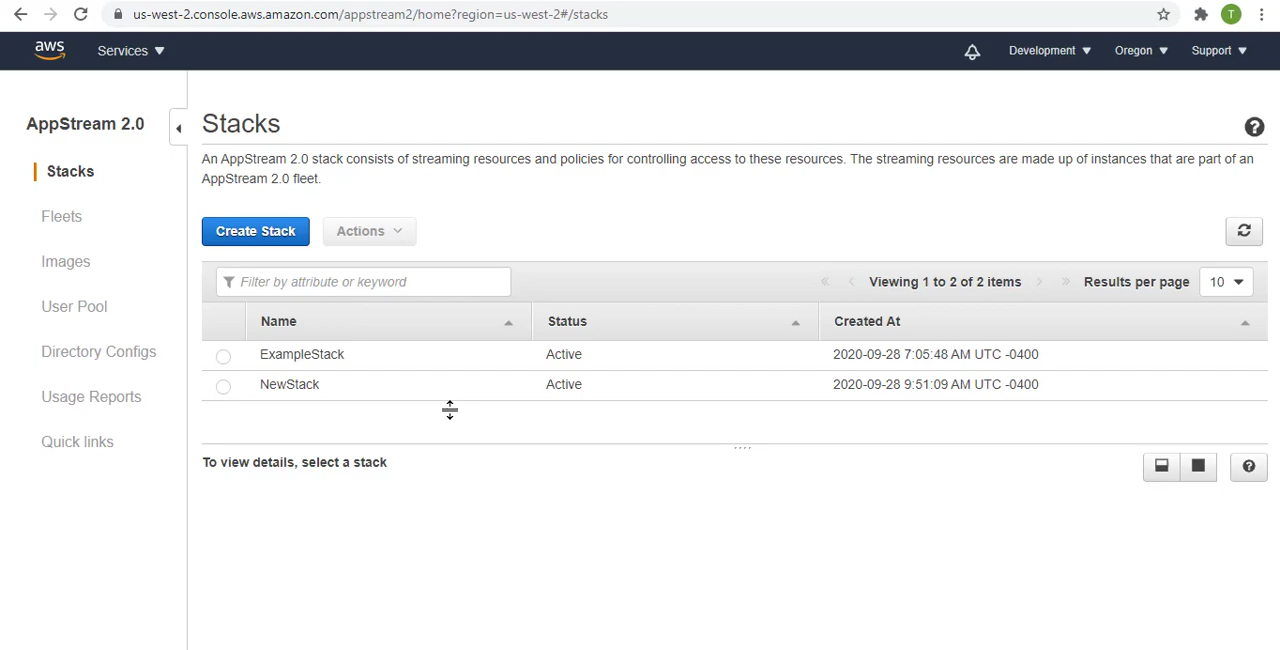 us-west-2.console.aws.amazon.com/appstream2/home?region=us-west-2#/stacks
T
aws
Services
Development
Oregon
Support
AppStream 2.0
Stacks
Fleets
Images
User Pool
Directory Configs
Usage Reports
Quick links
Stacks
?
An AppStream 2.0 stack consists of streaming resources and policies for controlling access to these resources. The streaming resources are made up of instances that are part of an
AppStream 2.0 fleet.
Create Stack
Actions
Filter by attribute or keyword
« ‹ Viewing 1 to 2 of 2 items › » Results per page 10
Name Status Created At
ExampleStack Active 2020-09-28 7:05:48 AM UTC -0400
NewStack Active 2020-09-28 9:51:09 AM UTC -0400
To view details, select a stack
?